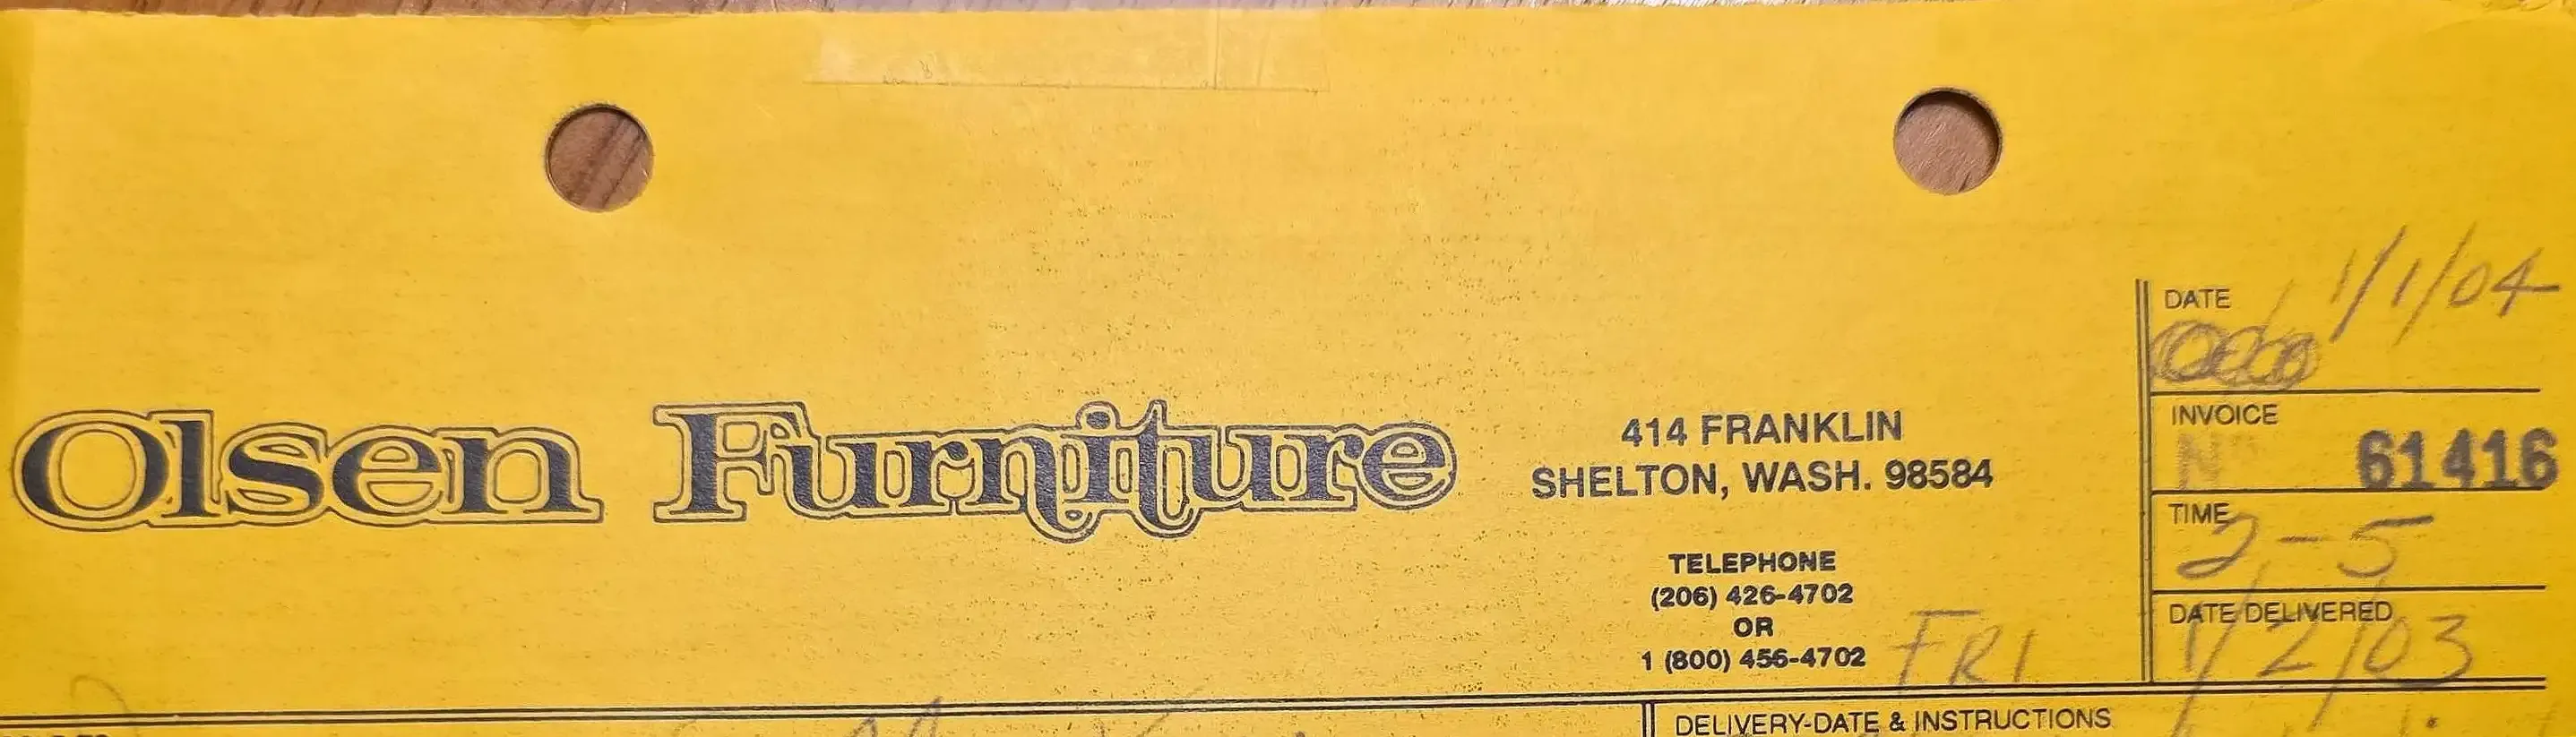 DATE 1/1/04
Olsen Furniture
414 FRANKLIN
SHELTON, WASH. 98584
TELEPHONE
(206) 426-4702
OR
1 (800) 456-4702
FRI
INVOICE
Nº 61416
TIME
2-5
DATE DELIVERED
1/2/03
DELIVERY-DATE & INSTRUCTIONS